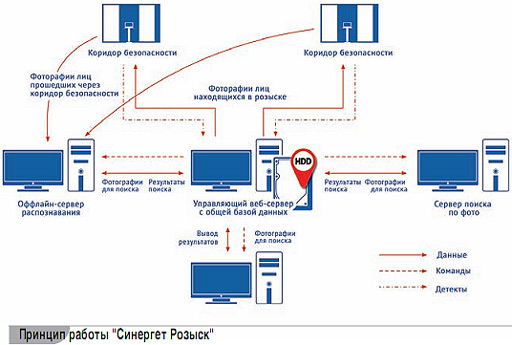 Коридор безопасности
Коридор безопасности
Фотографии лиц
прошедших через
коридор безопасности
Фотографии лиц
находящихся в розыске
HDD
Фотографии
для поиска
Результаты
поиска
Результаты
поиска
Фотографии
для поиска
Оффлайн-сервер
распознавания
Управляющий веб-сервер
с общей базой данных
Сервер поиска
по фото
Вывод
результатов
Фотографии
для поиска
Данные
Команды
Детекты
Принцип работы "Синергет Розыск"